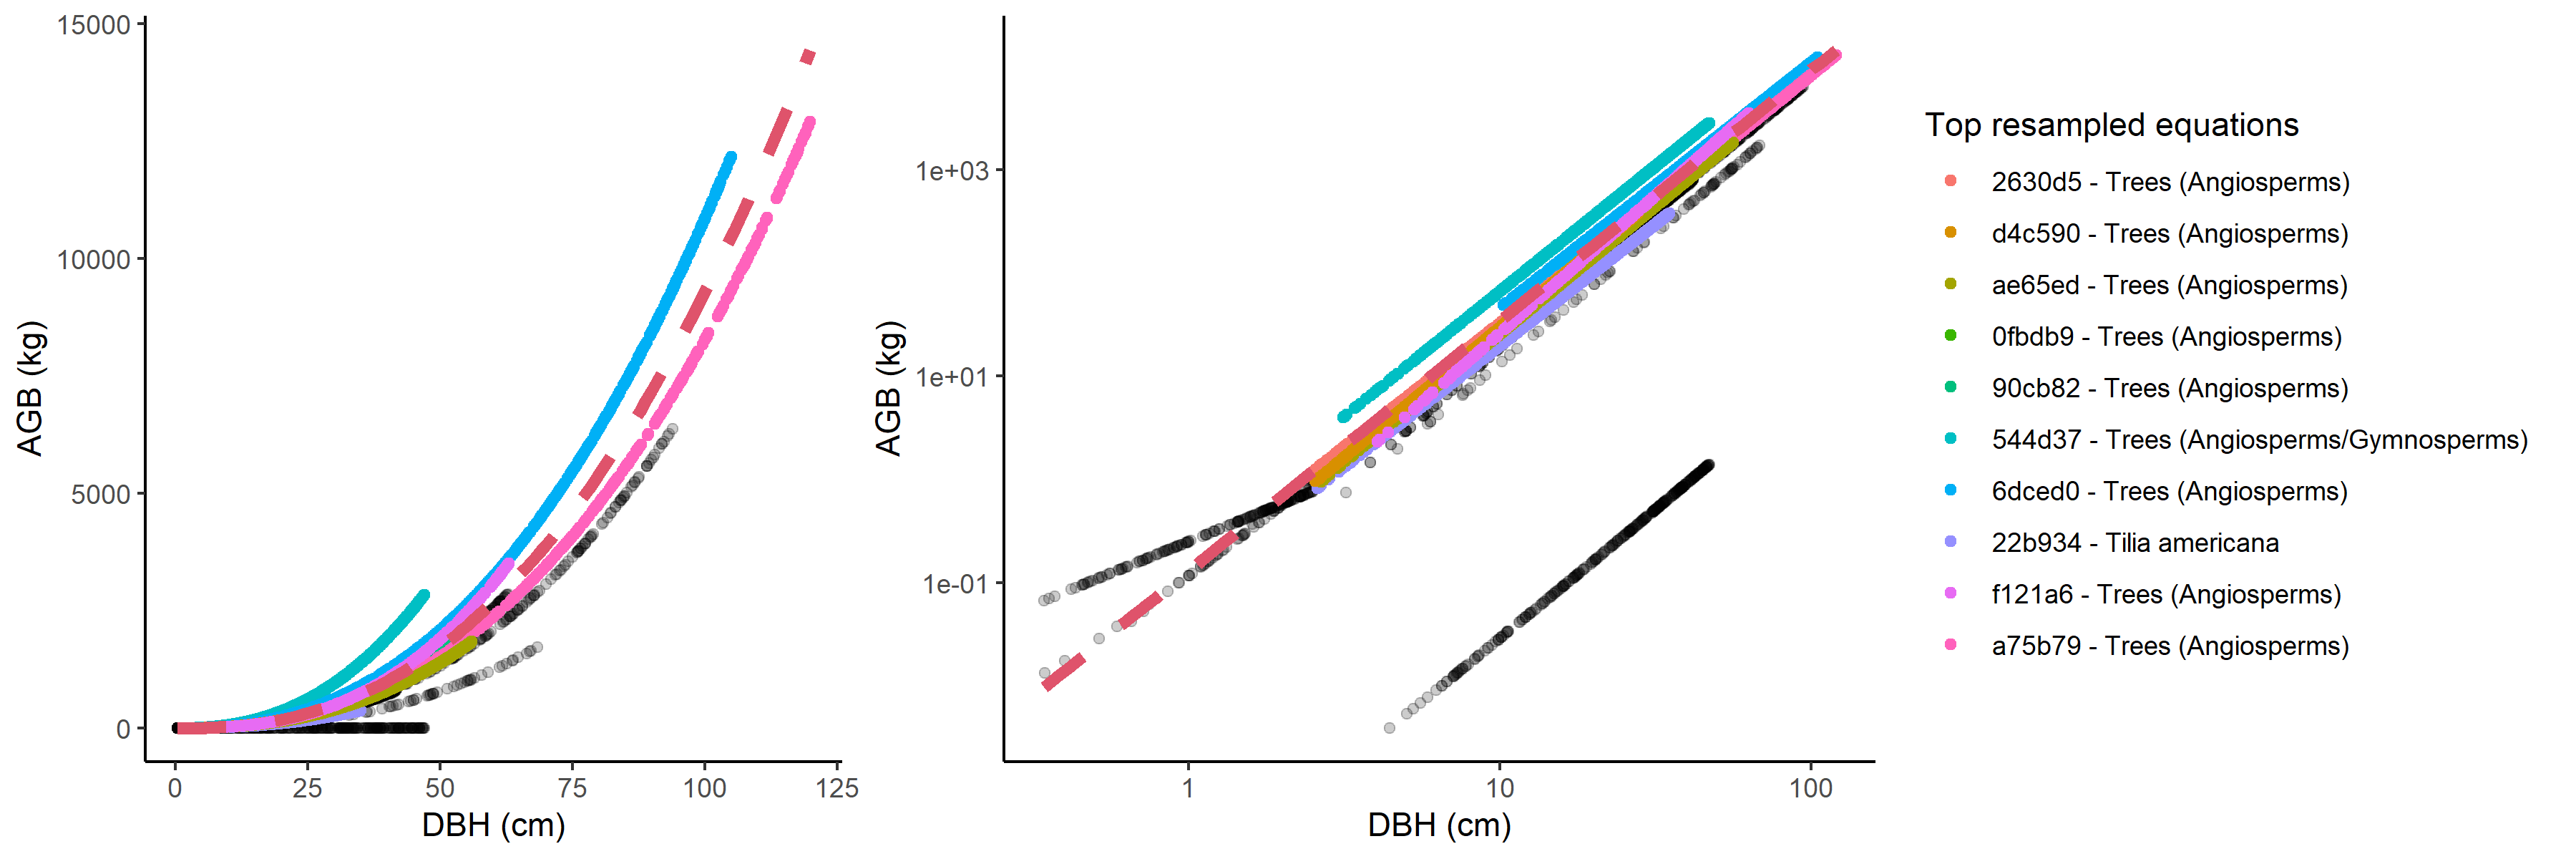 15000
10000
5000
0
AGB (kg)
0 25 50 75 100 125
DBH (cm)
1e+03
1e+01
1e-01
AGB (kg)
1 10 100
DBH (cm)
Top resampled equations
2630d5 - Trees (Angiosperms)
d4c590 - Trees (Angiosperms)
ae65ed - Trees (Angiosperms)
0fbdb9 - Trees (Angiosperms)
90cb82 - Trees (Angiosperms)
544d37 - Trees (Angiosperms/Gymnosperms)
6dced0 - Trees (Angiosperms)
22b934 - Tilia americana
f121a6 - Trees (Angiosperms)
a75b79 - Trees (Angiosperms)